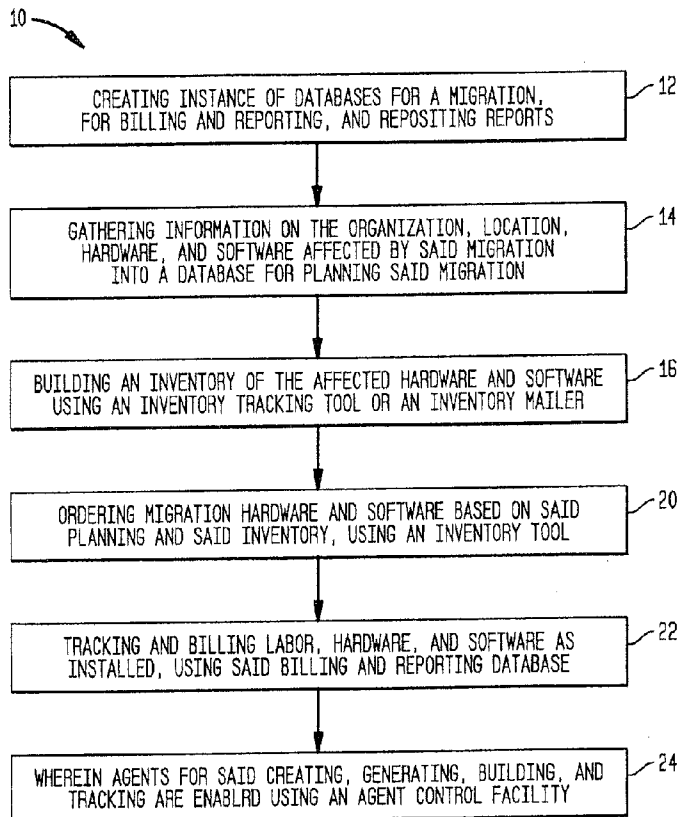 10
CREATING INSTANCE OF DATABASES FOR A MIGRATION,
FOR BILLING AND REPORTING, AND REPOSITING REPORTS
12
GATHERING INFORMATION ON THE ORGANIZATION, LOCATION,
HARDWARE, AND SOFTWARE AFFECTED BY SAID MIGRATION
INTO A DATABASE FOR PLANNING SAID MIGRATION
14
BUILDING AN INVENTORY OF THE AFFECTED HARDWARE AND SOFTWARE
USING AN INVENTORY TRACKING TOOL OR AN INVENTORY MAILER
16
ORDERING MIGRATION HARDWARE AND SOFTWARE BASED ON SAID
PLANNING AND SAID INVENTORY, USING AN INVENTORY TOOL
20
TRACKING AND BILLING LABOR, HARDWARE, AND SOFTWARE AS
INSTALLED, USING SAID BILLING AND REPORTING DATABASE
22
WHEREIN AGENTS FOR SAID CREATING, GENERATING, BUILDING, AND
TRACKING ARE ENABLRD USING AN AGENT CONTROL FACILITY
24